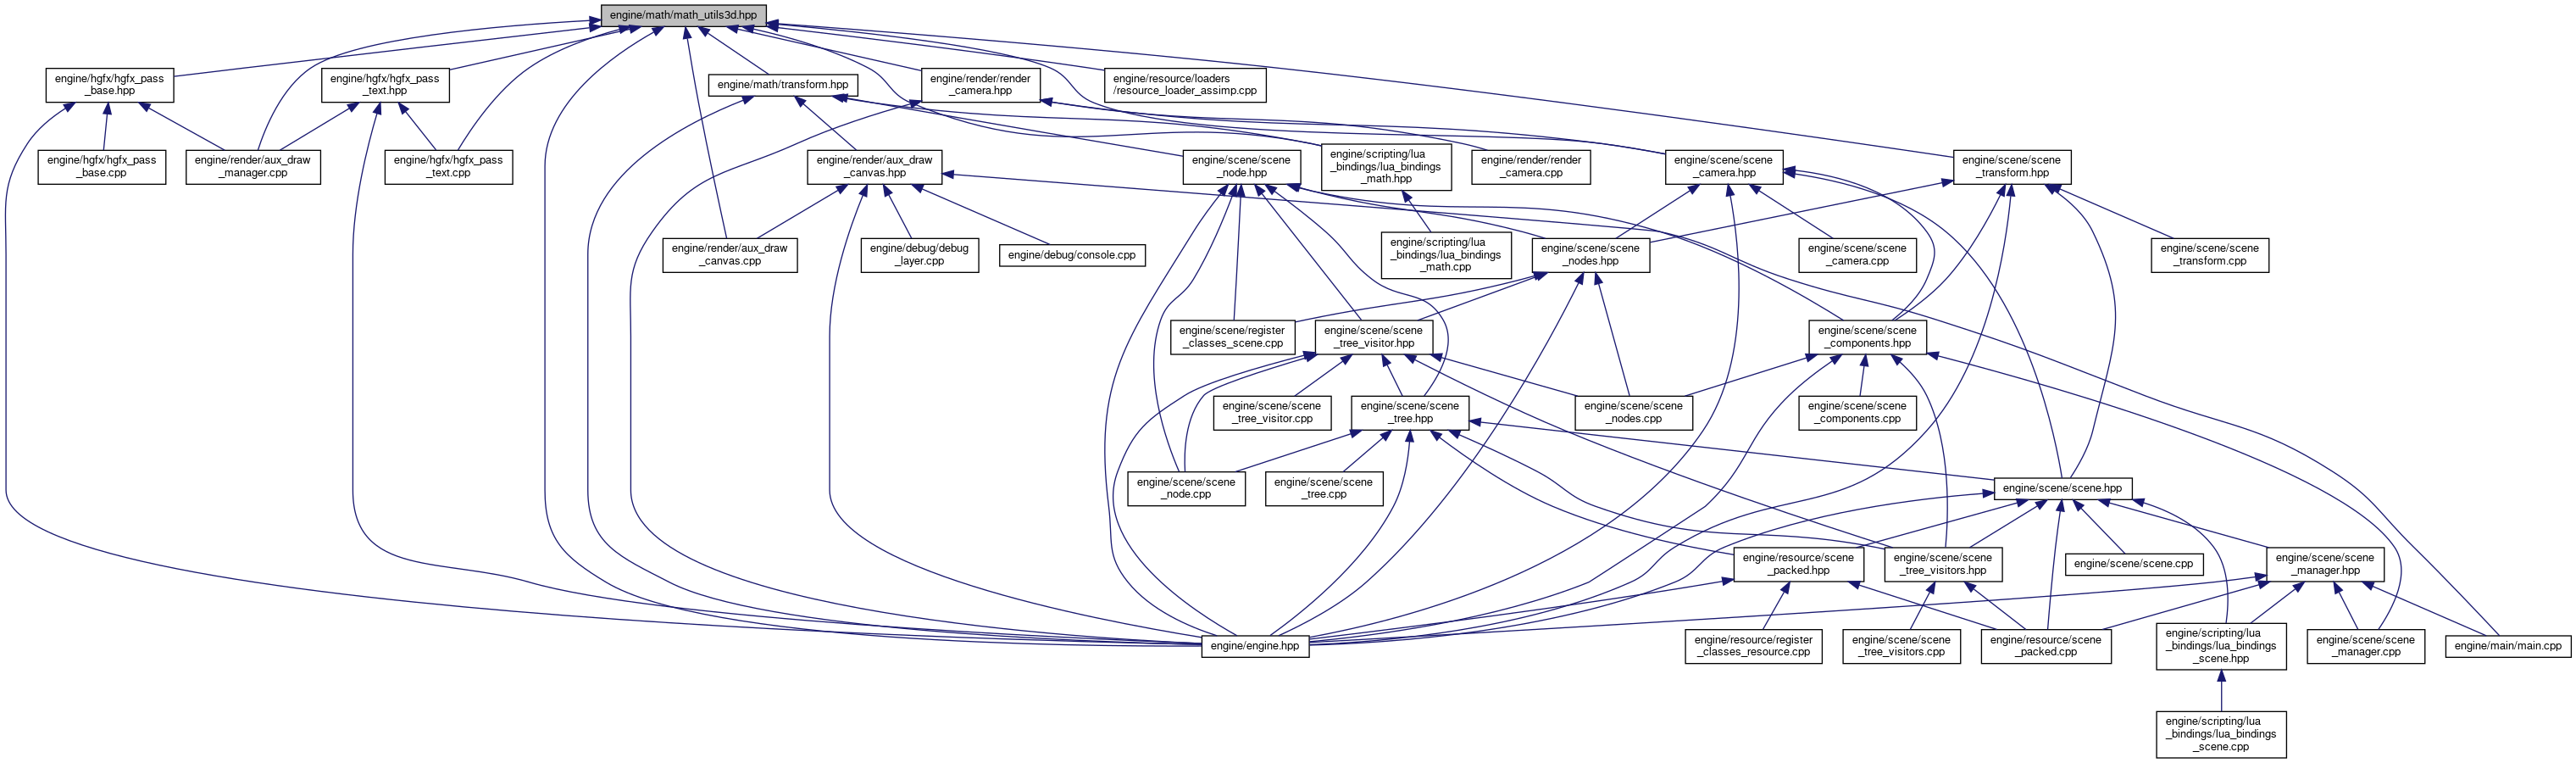 engine/math/math_utils3d.hpp
engine/hgfx/hgfx_pass
_base.hpp
engine/hgfx/hgfx_pass
_text.hpp
engine/math/transform.hpp
engine/render/render
_camera.hpp
engine/resource/loaders
/resource_loader_assimp.cpp
engine/hgfx/hgfx_pass
_base.cpp
engine/render/aux_draw
_manager.cpp
engine/hgfx/hgfx_pass
_text.cpp
engine/render/aux_draw
_canvas.hpp
engine/scene/scene
_node.hpp
engine/scripting/lua
_bindings/lua_bindings
_math.hpp
engine/render/render
_camera.cpp
engine/scene/scene
_camera.hpp
engine/scene/scene
_transform.hpp
engine/render/aux_draw
_canvas.cpp
engine/debug/debug
_layer.cpp
engine/debug/console.cpp
engine/scripting/lua
_bindings/lua_bindings
_math.cpp
engine/scene/scene
_nodes.hpp
engine/scene/scene
_camera.cpp
engine/scene/scene
_transform.cpp
engine/scene/register
_classes_scene.cpp
engine/scene/scene
_tree_visitor.hpp
engine/scene/scene
_components.hpp
engine/scene/scene
_tree_visitor.cpp
engine/scene/scene
_tree.hpp
engine/scene/scene
_nodes.cpp
engine/scene/scene
_components.cpp
engine/scene/scene
_node.cpp
engine/scene/scene
_tree.cpp
engine/scene/scene.hpp
engine/resource/scene
_packed.hpp
engine/scene/scene
_tree_visitors.hpp
engine/scene/scene.cpp
engine/scene/scene
_manager.hpp
engine/engine.hpp
engine/resource/register
_classes_resource.cpp
engine/scene/scene
_tree_visitors.cpp
engine/resource/scene
_packed.cpp
engine/scripting/lua
_bindings/lua_bindings
_scene.hpp
engine/scene/scene
_manager.cpp
engine/main/main.cpp
engine/scripting/lua
_bindings/lua_bindings
_scene.cpp